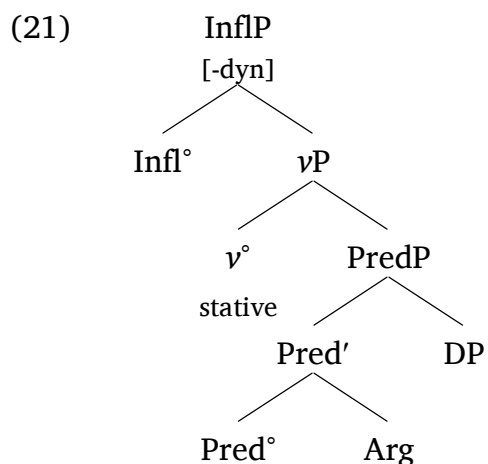 (21) InflP
[-dyn]
Infl° vP
v° PredP
stative
Pred′ DP
Pred° Arg